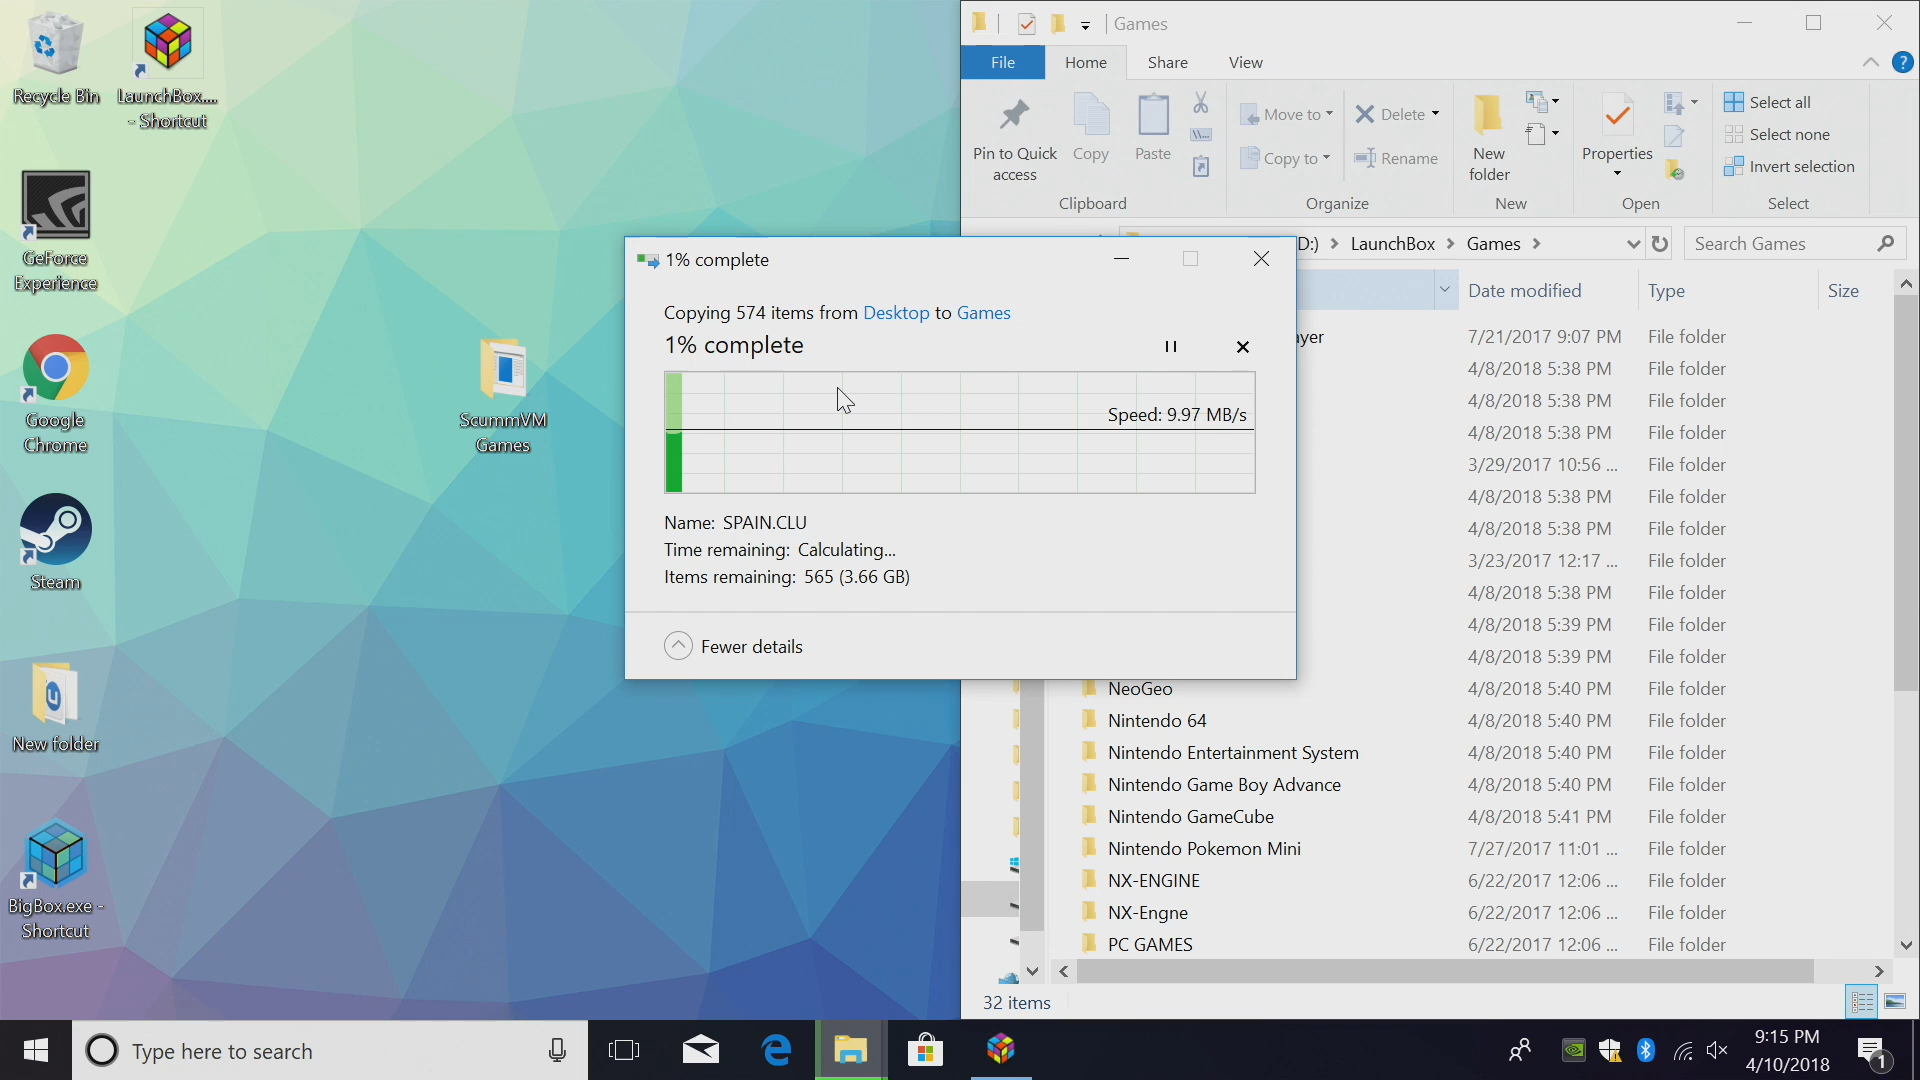 Recycle Bin
LaunchBox....
- Shortcut
GeForce
Experience
Google
Chrome
ScummVM
Games
Steam
New folder
BigBox.exe -
Shortcut
Games
File
Home
Share
View
Pin to Quick
access
Copy
Paste
Clipboard
Move to
Copy to
Delete
Rename
Organize
New
folder
New
Properties
Open
Select all
Select none
Invert selection
Select
D:)
LaunchBox
Games
Search Games
Date modified
Type
Size
ayer
7/21/2017 9:07 PM
File folder
4/8/2018 5:38 PM
File folder
4/8/2018 5:38 PM
File folder
4/8/2018 5:38 PM
File folder
3/29/2017 10:56 ...
File folder
4/8/2018 5:38 PM
File folder
4/8/2018 5:38 PM
File folder
3/23/2017 12:17 ...
File folder
4/8/2018 5:38 PM
File folder
4/8/2018 5:39 PM
File folder
4/8/2018 5:39 PM
File folder
NeoGeo
4/8/2018 5:40 PM
File folder
Nintendo 64
4/8/2018 5:40 PM
File folder
Nintendo Entertainment System
4/8/2018 5:40 PM
File folder
Nintendo Game Boy Advance
4/8/2018 5:40 PM
File folder
Nintendo GameCube
4/8/2018 5:41 PM
File folder
Nintendo Pokemon Mini
7/27/2017 11:01 ...
File folder
NX-ENGINE
6/22/2017 12:06 ...
File folder
NX-Engne
6/22/2017 12:06 ...
File folder
PC GAMES
6/22/2017 12:06 ...
File folder
32 items
1% complete
Copying 574 items from Desktop to Games
1% complete
Speed: 9.97 MB/s
Name: SPAIN.CLU
Time remaining: Calculating...
Items remaining: 565 (3.66 GB)
Fewer details
Type here to search
9:15 PM
4/10/2018
1